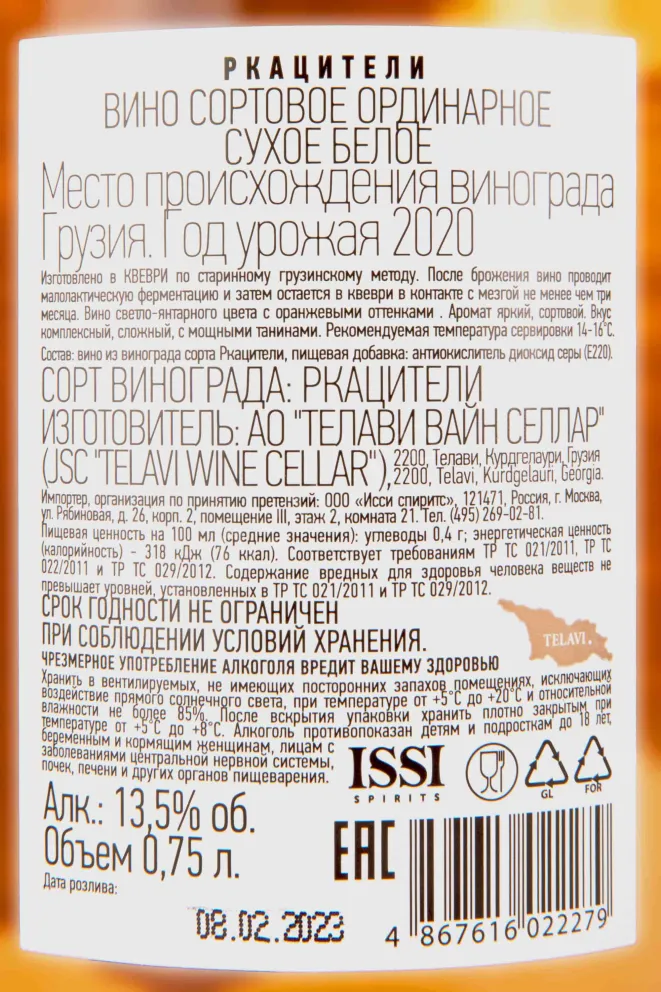 РКАЦИТЕЛИ
ВИНО СОРТОВОЕ ОРДИНАРНОЕ
СУХОЕ БЕЛОЕ
Место происхождения винограда
Грузия. Год урожая 2020
Изготовлено в КВЕВРИ по старинному грузинскому методу. После брожения вино проводит
малолактическую ферментацию и затем остается в квеври в контакте с мезгой не менее чем три
месяца. Вино светло-янтарного цвета с оранжевыми оттенками . Аромат яркий, сортовой. Вкус
комплексный, сложный, с мощными танинами. Рекомендуемая температура сервировки 14-16°С.
Состав: вино из винограда сорта Ркацители, пищевая добавка: антиокислитель диоксид серы (Е220).
СОРТ ВИНОГРАДА: РКАЦИТЕЛИ
ИЗГОТОВИТЕЛЬ: АО "ТЕЛАВИ ВАЙН СЕЛЛАР"
(JSC "TELAVI WINE CELLAR"), 2200, Телави, Курдгелаури, Грузия
2200, Telavi, Kurdgelauri, Georgia.
Импортер, организация по принятию претензий: ООО «Исси спиритс», 121471, Россия, г. Москва,
ул. Рябиновая, д. 26, корп. 2, помещение III, этаж 2, комната 21. Тел. (495) 269-02-81.
Пищевая ценность на 100 мл (средние значения): углеводы 0,4 г; энергетическая ценность
(калорийность) - 318 кДж (76 ккал). Соответствует требованиям ТР ТС 021/2011, ТР ТС
022/2011 и ТР ТС 029/2012. Содержание вредных для здоровья человека веществ не
превышает уровней, установленных в ТР ТС 021/2011 и ТР ТС 029/2012.
СРОК ГОДНОСТИ НЕ ОГРАНИЧЕН
ПРИ СОБЛЮДЕНИИ УСЛОВИЙ ХРАНЕНИЯ.
TELAVI.
ЧРЕЗМЕРНОЕ УПОТРЕБЛЕНИЕ АЛКОГОЛЯ ВРЕДИТ ВАШЕМУ ЗДОРОВЬЮ
Хранить в вентилируемых, не имеющих посторонних запахов помещениях, исключающих
воздействие прямого солнечного света, при температуре от +5°С до +20°С и относительной
влажности не более 85%. После вскрытия упаковки хранить плотно закрытым при
температуре от +5°С до +8°С. Алкоголь противопоказан детям и подросткам до 18 лет,
беременным и кормящим женщинам, лицам с
заболеваниями центральной нервной системы,
почек, печени и других органов пищеварения.
ISSI
SPIRITS
GL
FOR
Алк.: 13,5% об.
Объем 0,75 л.
ЕАС
Дата розлива:
08.02.2023
4 867616 022279